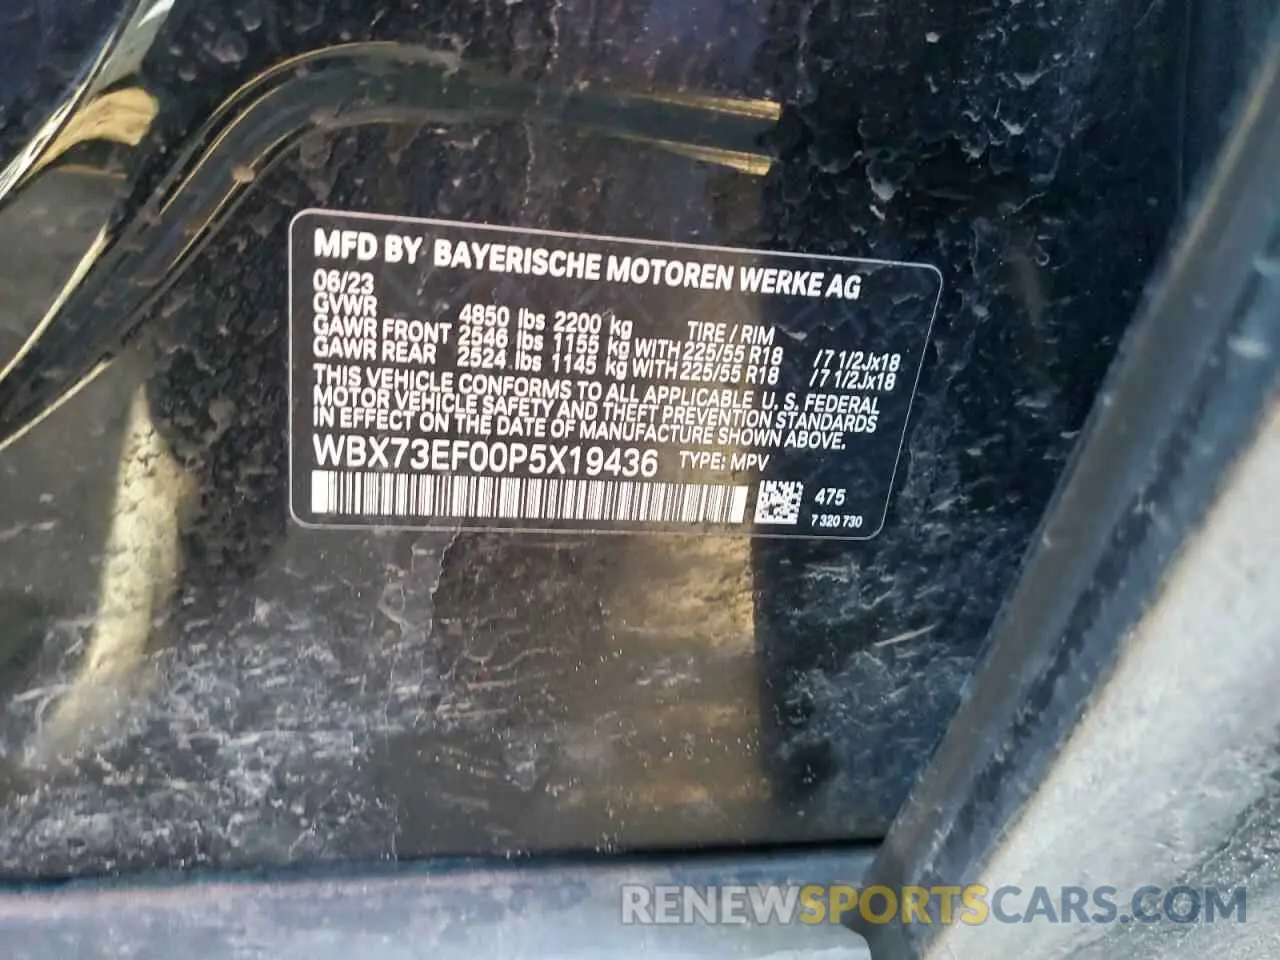 MFD BY BAYERISCHE MOTOREN WERKE AG
06/23
GVWR 4850 lbs 2200 kg TIRE / RIM
GAWR FRONT 2546 lbs 1155 kg WITH 225/55 R18 /7 1/2Jx18
GAWR REAR 2524 lbs 1145 kg WITH 225/55 R18 /7 1/2Jx18
THIS VEHICLE CONFORMS TO ALL APPLICABLE U. S. FEDERAL
MOTOR VEHICLE SAFETY AND THEFT PREVENTION STANDARDS
IN EFFECT ON THE DATE OF MANUFACTURE SHOWN ABOVE.
WBX73EF00P5X19436 TYPE: MPV
475
7 320 730
RENEWSPORTSCARS.COM